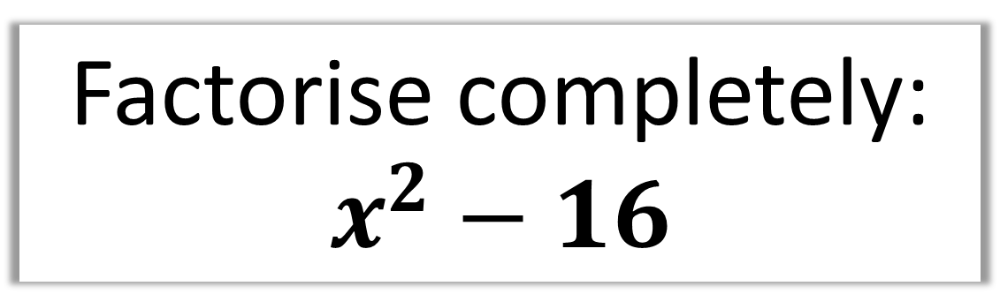 Factorise completely:
𝒙² − 𝟏𝟔